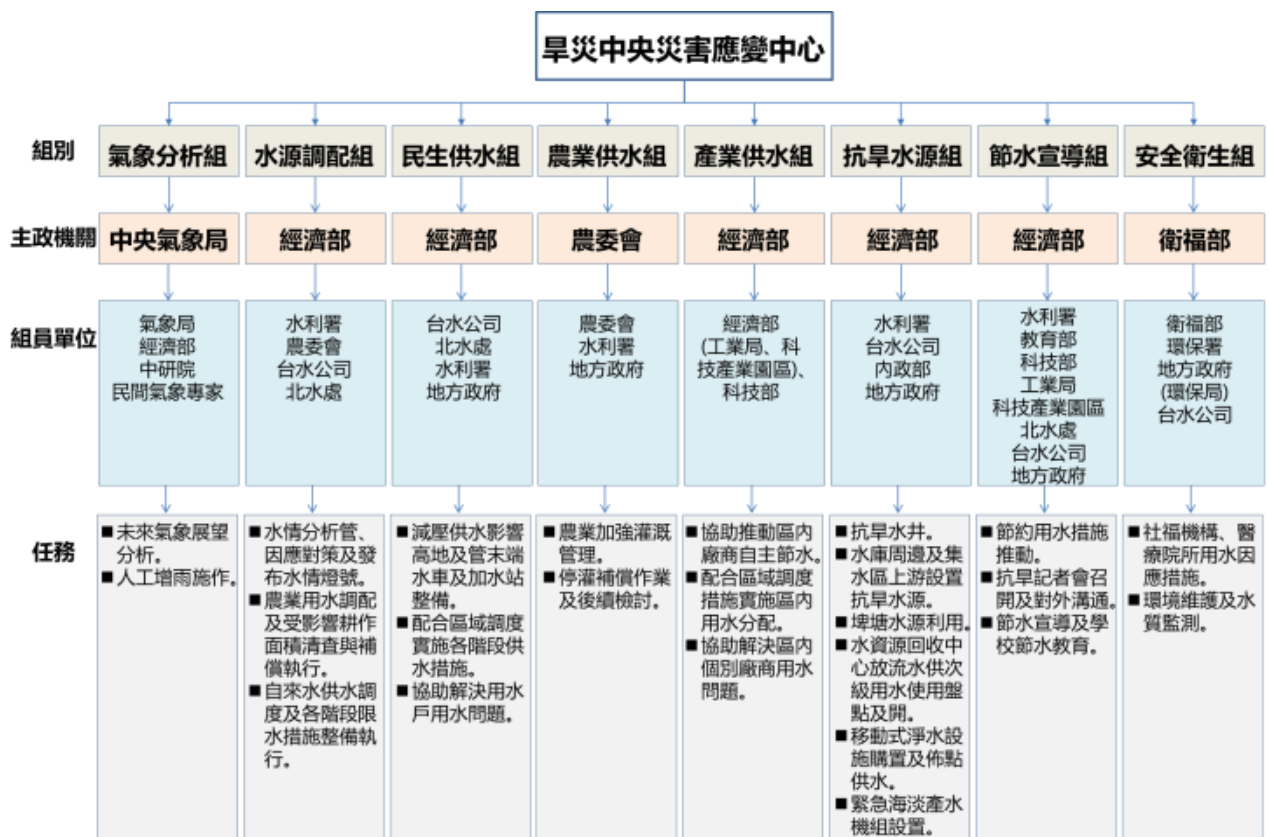 旱災中央災害應變中心
組別
氣象分析組
水源調配組
民生供水組
農業供水組
產業供水組
抗旱水源組
節水宣導組
安全衛生組
主政機關
中央氣象局
經濟部
經濟部
農委會
經濟部
經濟部
經濟部
衛福部
組員單位
氣象局
經濟部
中研院
民間氣象專家
水利署
農委會
台水公司
北水處
台水公司
北水處
水利署
地方政府
農委會
水利署
地方政府
經濟部
(工業局、科
技產業園區)、
科技部
水利署
台水公司
內政部
地方政府
水利署
教育部
科技部
工業局
科技產業園區
北水處
台水公司
地方政府
衛福部
環保署
地方政府
(環保局)
台水公司
任務
■未來氣象展望
分析。
■人工增雨施作。
■水情分析管、
因應對策及發
布水情燈號。
■農業用水調配
及受影響耕作
面積清查與補
償執行。
■自來水供水調
度及各階段限
水措施整備執
行。
■減壓供水影響
高地及管末端
水車及加水站
整備。
■配合區域調度
實施各階段供
水措施。
■協助解決用水
戶用水問題。
■農業加強灌溉
管理。
■停灌補償作業
及後續檢討。
■協助推動區內
廠商自主節水。
■配合區域調度
措施實施區內
用水分配。
■協助解決區內
個別廠商用水
問題。
■抗旱水井。
■水庫周邊及集
水區上游設置
抗旱水源。
■埤塘水源利用。
■水資源回收中
心放流水供次
級用水使用盤
點及開。
■移動式淨水設
施購置及佈點
供水。
■緊急海淡產水
機組設置。
■節約用水措施
推動。
■抗旱記者會召
開及對外溝通。
■節水宣導及學
校節水教育。
■社福機構、醫
療院所用水因
應措施。
■環境維護及水
質監測。